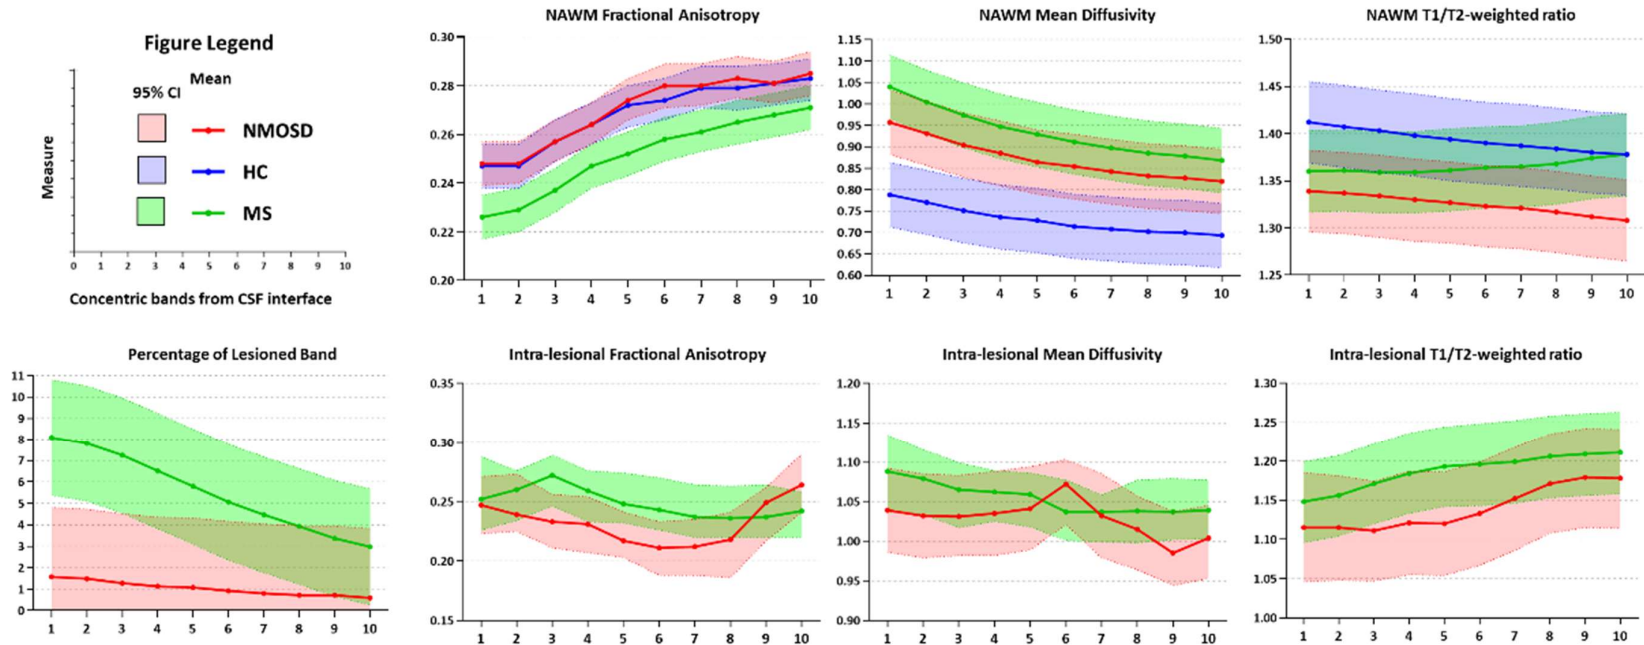 Figure Legend
Mean
95% CI
NMOSD
HC
MS
Measure
0 1 2 3 4 5 6 7 8 9 10
Concentric bands from CSF interface
NAWM Fractional Anisotropy
0.30
0.28
0.26
0.24
0.22
0.20
1 2 3 4 5 6 7 8 9 10
NAWM Mean Diffusivity
1.15
1.10
1.05
1.00
0.95
0.90
0.85
0.80
0.75
0.70
0.65
0.60
1 2 3 4 5 6 7 8 9 10
NAWM T1/T2-weighted ratio
1.50
1.45
1.40
1.35
1.30
1.25
1 2 3 4 5 6 7 8 9 10
Percentage of Lesioned Band
11
10
9
8
7
6
5
4
3
2
1
0
1 2 3 4 5 6 7 8 9 10
Intra-lesional Fractional Anisotropy
0.35
0.30
0.25
0.20
0.15
1 2 3 4 5 6 7 8 9 10
Intra-lesional Mean Diffusivity
1.20
1.15
1.10
1.05
1.00
0.95
0.90
1 2 3 4 5 6 7 8 9 10
Intra-lesional T1/T2-weighted ratio
1.30
1.25
1.20
1.15
1.10
1.05
1.00
1 2 3 4 5 6 7 8 9 10